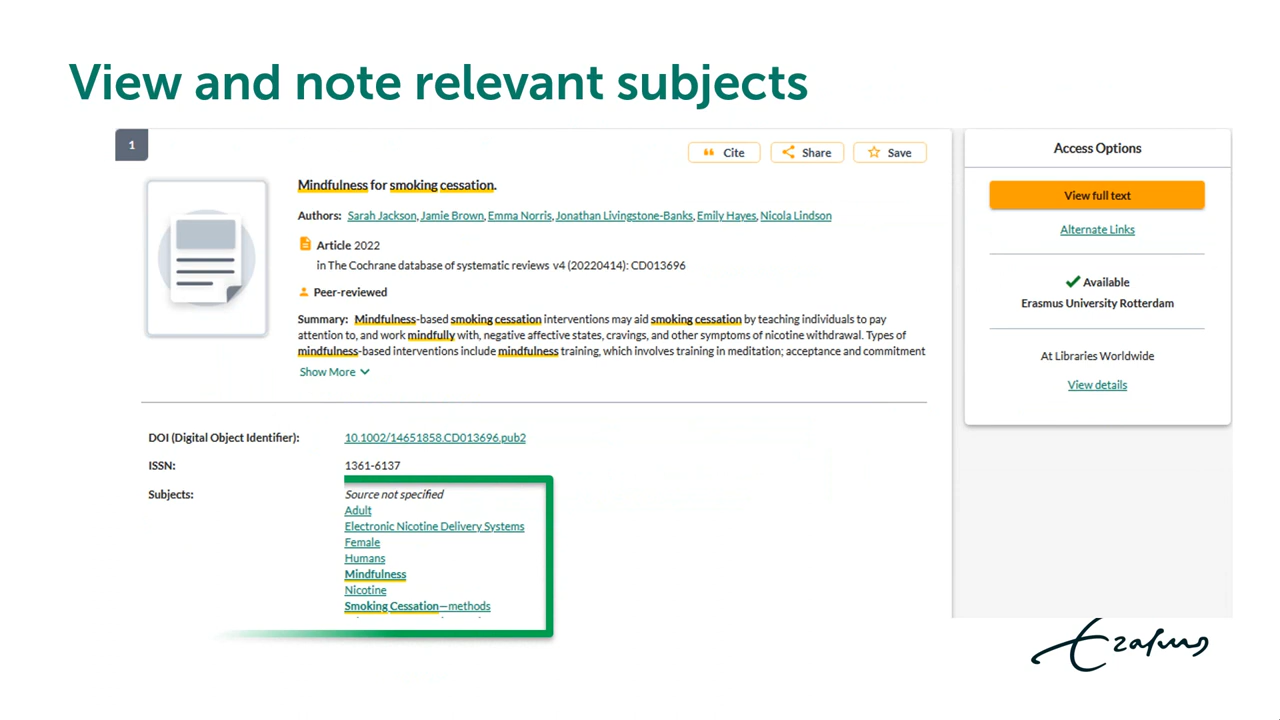 View and note relevant subjects
1
Cite
Share
Save
Mindfulness for smoking cessation.
Authors: Sarah Jackson, Jamie Brown, Emma Norris, Jonathan Livingstone-Banks, Emily Hayes, Nicola Lindson
Article 2022
in The Cochrane database of systematic reviews v4 (20220414): CD013696
Peer-reviewed
Summary: Mindfulness-based smoking cessation interventions may aid smoking cessation by teaching individuals to pay
attention to, and work mindfully with, negative affective states, cravings, and other symptoms of nicotine withdrawal. Types of
mindfulness-based interventions include mindfulness training, which involves training in meditation; acceptance and commitment
Show More
DOI (Digital Object Identifier): 10.1002/14651858.CD013696.pub2
ISSN: 1361-6137
Subjects: Source not specified
Adult
Electronic Nicotine Delivery Systems
Female
Humans
Mindfulness
Nicotine
Smoking Cessation—methods
Access Options
View full text
Alternate Links
Available
Erasmus University Rotterdam
At Libraries Worldwide
View details
Erasmus